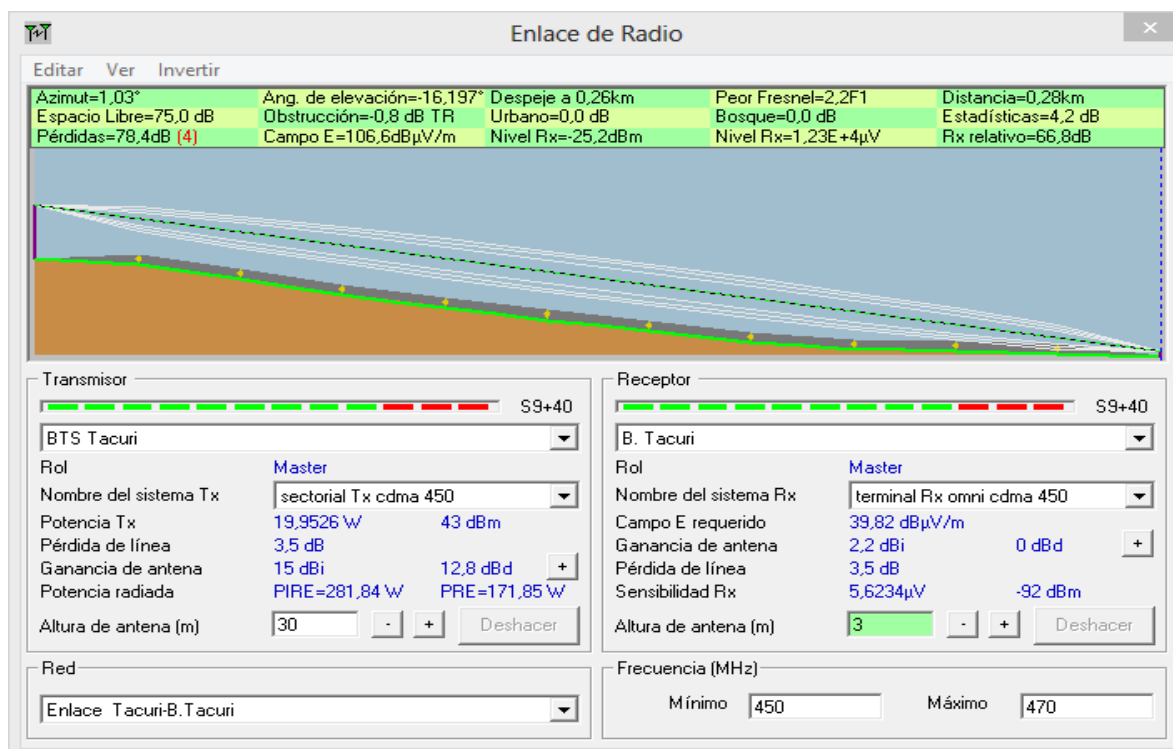 Enlace de Radio
Editar Ver Invertir
Azimut=1,03° Ang. de elevación=-16,197° Despeje a 0,26km Peor Fresnel=2,2F1 Distancia=0,28km
Espacio Libre=75,0 dB Obstrucción=-0,8 dB TR Urbano=0,0 dB Bosque=0,0 dB Estadísticas=4,2 dB
Pérdidas=78,4dB (4) Campo E=106,6dBµV/m Nivel Rx=-25,2dBm Nivel Rx=1,23E+4µV Rx relativo=66,8dB
Transmisor
S9+40
BTS Tacuri
Rol Master
Nombre del sistema Tx sectorial Tx cdma 450
Potencia Tx 19,9526 W 43 dBm
Pérdida de línea 3,5 dB
Ganancia de antena 15 dBi 12,8 dBd +
Potencia radiada PIRE=281,84 W PRE=171,85 W
Altura de antena (m) 30 - + Deshacer
Receptor
S9+40
B. Tacuri
Rol Master
Nombre del sistema Rx terminal Rx omni cdma 450
Campo E requerido 39,82 dBµV/m
Ganancia de antena 2,2 dBi 0 dBd +
Pérdida de línea 3,5 dB
Sensibilidad Rx 5,6234µV -92 dBm
Altura de antena (m) 3 - + Deshacer
Red
Enlace Tacuri-B.Tacuri
Frecuencia (MHz)
Mínimo 450 Máximo 470